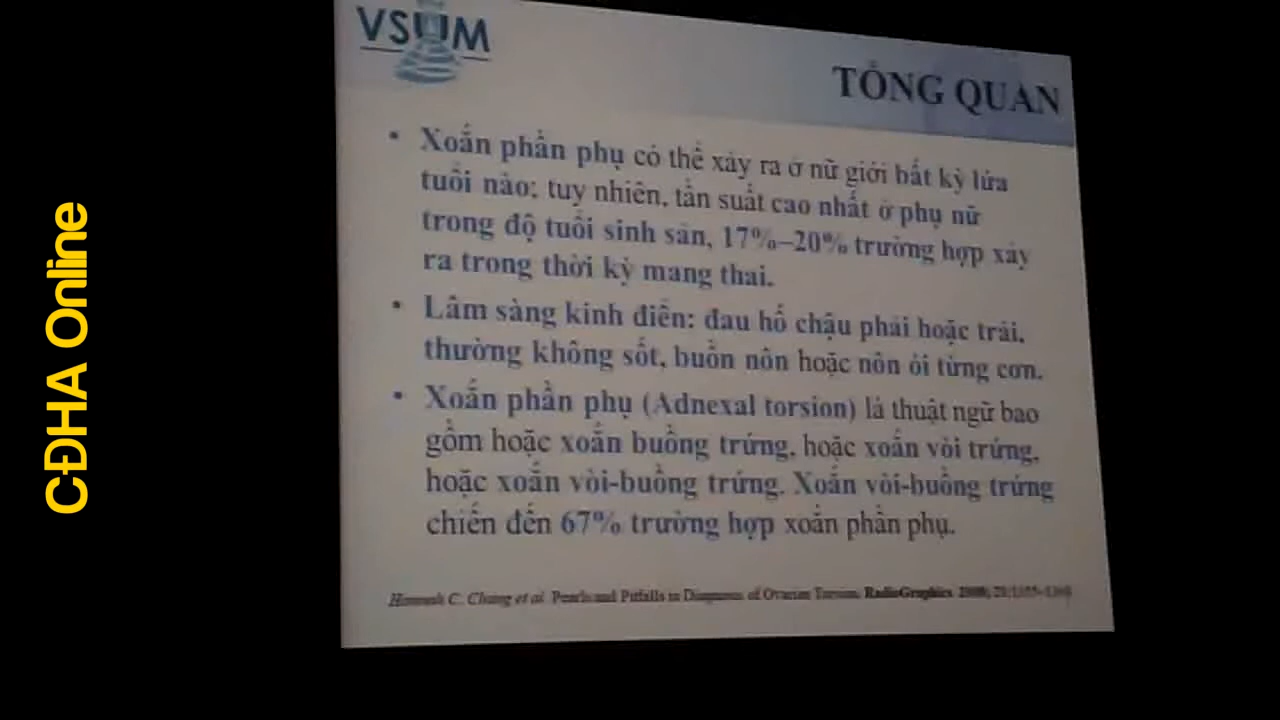 VSUM
TỔNG QUAN
CĐHA Online
• Xoắn phần phụ có thể xảy ra ở nữ giới bất kỳ lứa
tuổi nào; tuy nhiên, tần suất cao nhất ở phụ nữ
trong độ tuổi sinh sản, 17%–20% trường hợp xảy
ra trong thời kỳ mang thai.
• Lâm sàng kinh điển: đau hố chậu phải hoặc trái,
thường không sốt, buồn nôn hoặc nôn ói từng cơn.
• Xoắn phần phụ (Adnexal torsion) là thuật ngữ bao
gồm hoặc xoắn buồng trứng, hoặc xoắn vòi trứng,
hoặc xoắn vòi-buồng trứng. Xoắn vòi-buồng trứng
chiến đến 67% trường hợp xoắn phần phụ.
Hannah C. Chang et al. Pearls and Pitfalls in Diagnosis of Ovarian Torsion. RadioGraphics 2008;